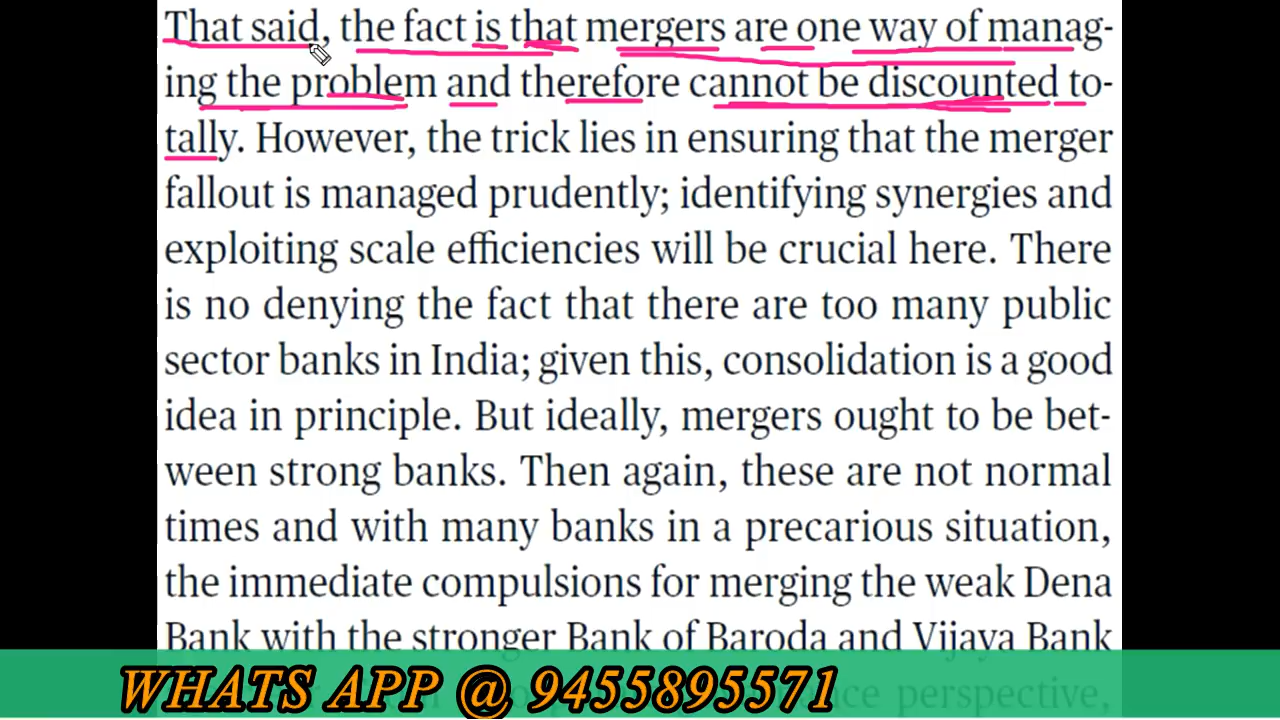 That said, the fact is that mergers are one way of manag-
ing the problem and therefore cannot be discounted to-
tally. However, the trick lies in ensuring that the merger
fallout is managed prudently; identifying synergies and
exploiting scale efficiencies will be crucial here. There
is no denying the fact that there are too many public
sector banks in India; given this, consolidation is a good
idea in principle. But ideally, mergers ought to be bet-
ween strong banks. Then again, these are not normal
times and with many banks in a precarious situation,
the immediate compulsions for merging the weak Dena
Bank with the stronger Bank of Baroda and Vijaya Bank
perspective,
WHATS APP @ 9455895571